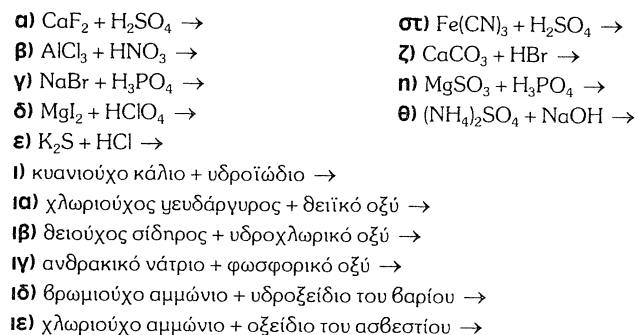 α) CaF₂ + H₂SO₄ →
β) AlCl₃ + HNO₃ →
γ) NaBr + H₃PO₄ →
δ) MgI₂ + HClO₄ →
ε) K₂S + HCl →
στ) Fe(CN)₃ + H₂SO₄ →
ζ) CaCO₃ + HBr →
η) MgSO₃ + H₃PO₄ →
θ) (NH₄)₂SO₄ + NaOH →
ι) κυανιούχο κάλιο + υδροϊώδιο →
ια) χλωριούχος ψευδάργυρος + θειϊκό οξύ →
ιβ) θειούχος σίδηρος + υδροχλωρικό οξύ →
ιγ) ανθρακικό νάτριο + φωσφορικό οξύ →
ιδ) βρωμιούχο αμμώνιο + υδροξείδιο του βαρίου →
ιε) χλωριούχο αμμώνιο + οξείδιο του ασβεστίου →